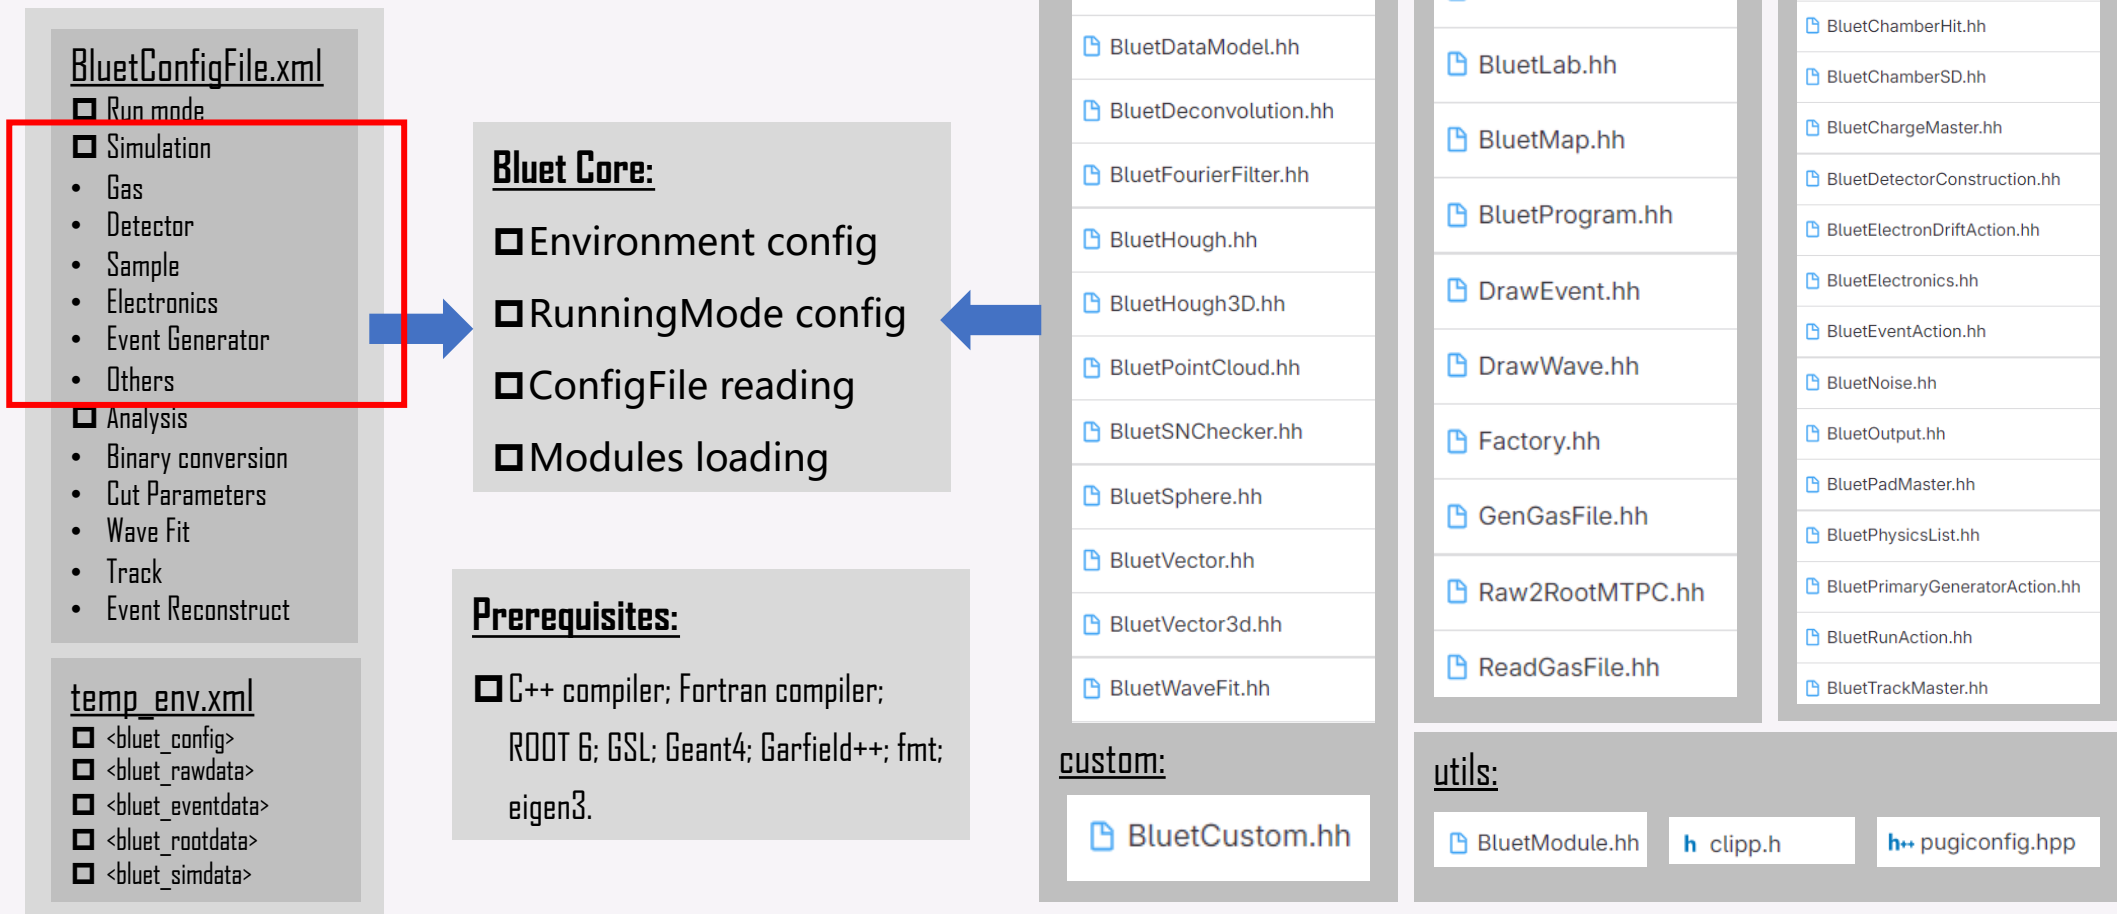 BluetConfigFile.xml
Run mode
Simulation
• Gas
• Detector
• Sample
• Electronics
• Event Generator
• Others
Analysis
• Binary conversion
• Cut Parameters
• Wave Fit
• Track
• Event Reconstruct
temp_env.xml
<bluet_config>
<bluet_rawdata>
<bluet_eventdata>
<bluet_rootdata>
<bluet_simdata>
Bluet Core:
Environment config
RunningMode config
ConfigFile reading
Modules loading
Prerequisites:
C++ compiler; Fortran compiler;
ROOT 6; GSL; Geant4; Garfield++; fmt;
eigen3.
BluetDataModel.hh
BluetDeconvolution.hh
BluetFourierFilter.hh
BluetHough.hh
BluetHough3D.hh
BluetPointCloud.hh
BluetSNChecker.hh
BluetSphere.hh
BluetVector.hh
BluetVector3d.hh
BluetWaveFit.hh
custom:
BluetCustom.hh
BluetLab.hh
BluetMap.hh
BluetProgram.hh
DrawEvent.hh
DrawWave.hh
Factory.hh
GenGasFile.hh
Raw2RootMTPC.hh
ReadGasFile.hh
BluetChamberHit.hh
BluetChamberSD.hh
BluetChargeMaster.hh
BluetDetectorConstruction.hh
BluetElectronDriftAction.hh
BluetElectronics.hh
BluetEventAction.hh
BluetNoise.hh
BluetOutput.hh
BluetPadMaster.hh
BluetPhysicsList.hh
BluetPrimaryGeneratorAction.hh
BluetRunAction.hh
BluetTrackMaster.hh
utils:
BluetModule.hh
h clipp.h
h++ pugiconfig.hpp